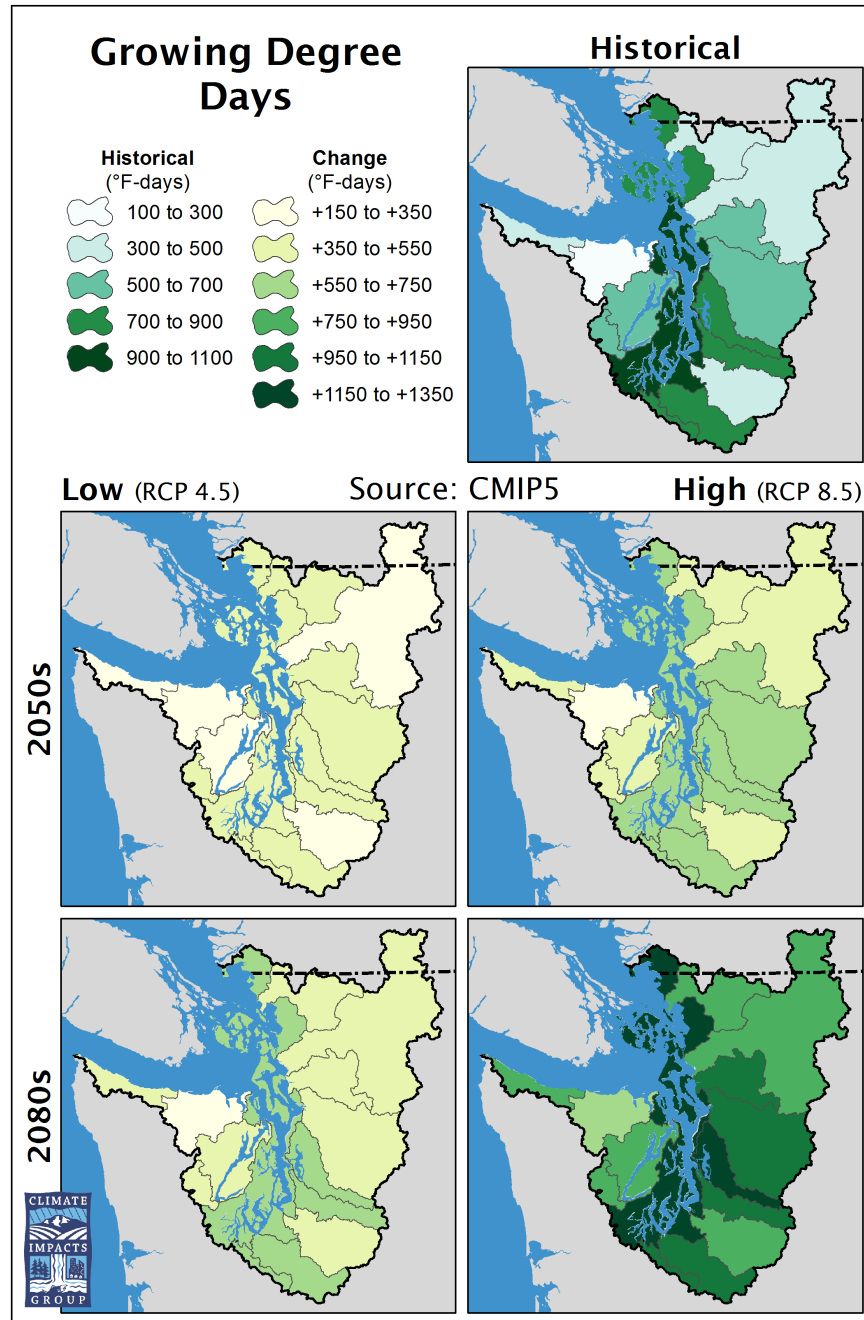 Growing Degree
Days
Historical
Historical
(°F-days)
100 to 300
300 to 500
500 to 700
700 to 900
900 to 1100
Change
(°F-days)
+150 to +350
+350 to +550
+550 to +750
+750 to +950
+950 to +1150
+1150 to +1350
Low (RCP 4.5)
Source: CMIP5
High (RCP 8.5)
2050s
2080s
CLIMATE
IMPACTS
GROUP